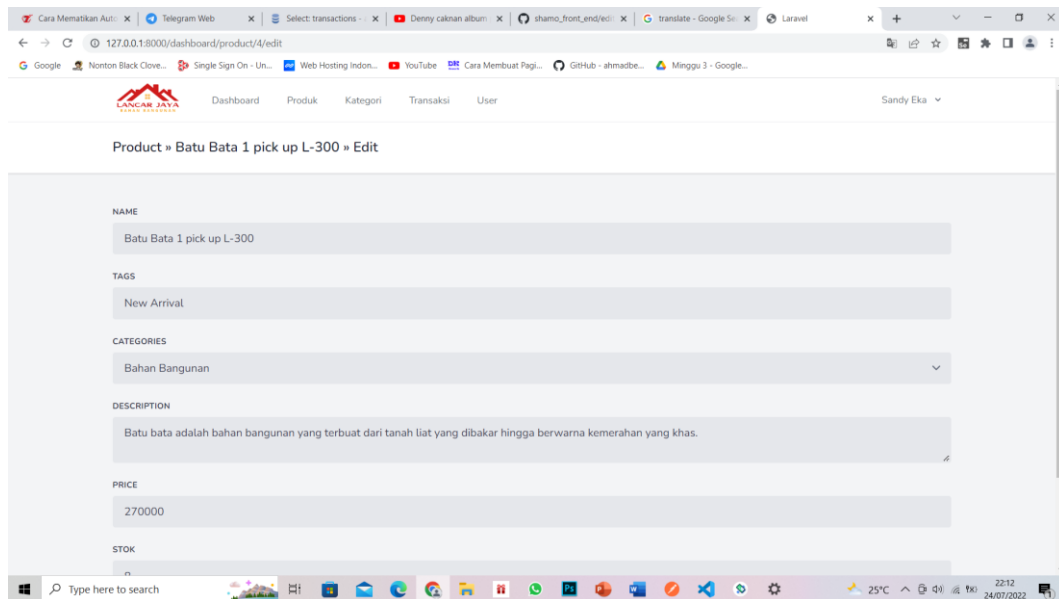 Cara Mematikan Auto
Telegram Web
Select: transactions -
Denny caknan album
shamo_front_end/edi
translate - Google Se
Laravel
127.0.0.1:8000/dashboard/product/4/edit
Google
Nonton Black Clove...
Single Sign On - Un...
Web Hosting Indon...
YouTube
Cara Membuat Pagi...
GitHub - ahmadbe...
Minggu 3 - Google...
LANCAR JAYA
BAHAN BANGUNAN
Dashboard
Produk
Kategori
Transaksi
User
Sandy Eka
Product » Batu Bata 1 pick up L-300 » Edit
NAME
Batu Bata 1 pick up L-300
TAGS
New Arrival
CATEGORIES
Bahan Bangunan
DESCRIPTION
Batu bata adalah bahan bangunan yang terbuat dari tanah liat yang dibakar hingga berwarna kemerahan yang khas.
PRICE
270000
STOK
Type here to search
25°C
22:12
24/07/2022